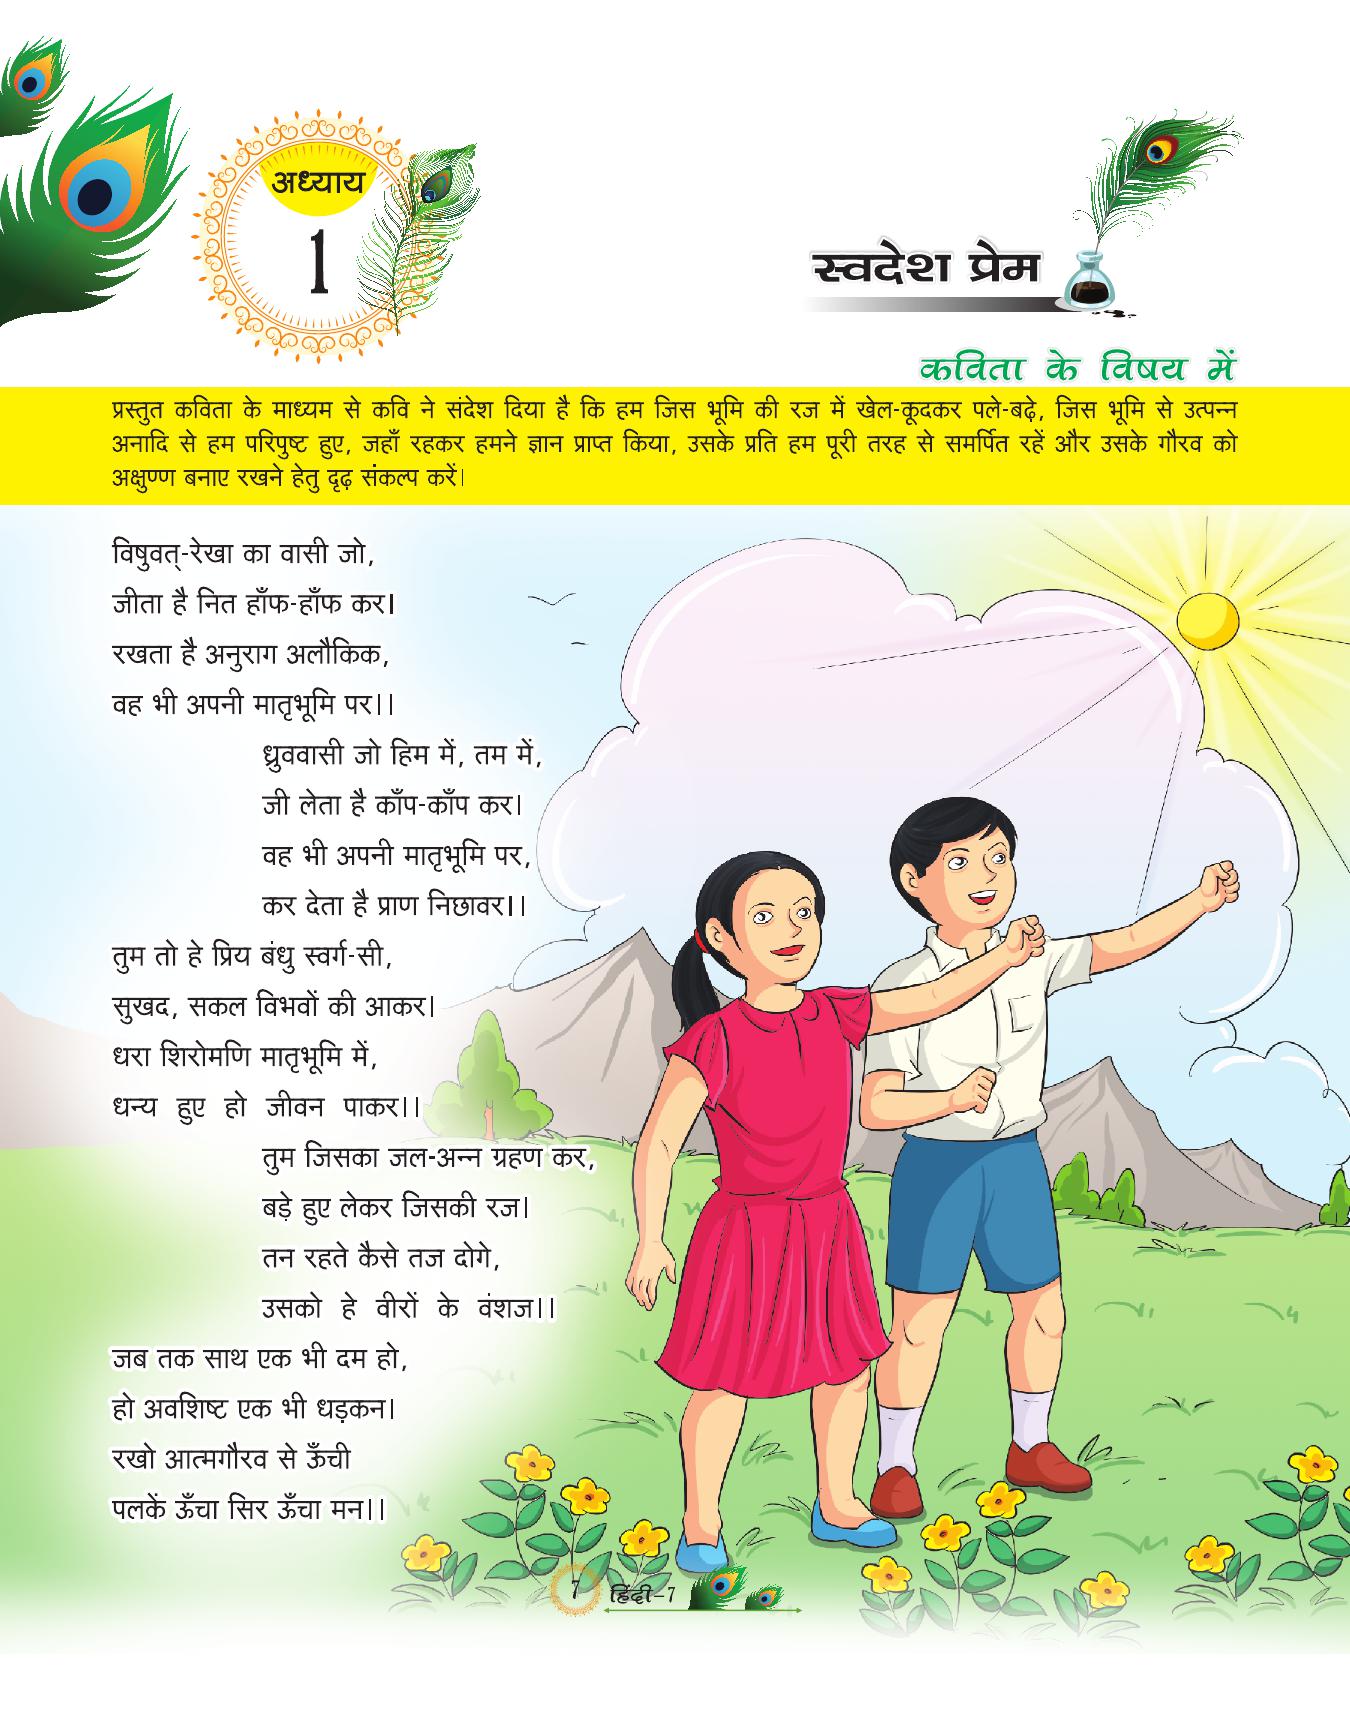 अध्याय
1
स्वदेश प्रेम
कविता के विषय में
प्रस्तुत कविता के माध्यम से कवि ने संदेश दिया है कि हम जिस भूमि की रज में खेल-कूदकर पले-बढ़े, जिस भूमि से उत्पन्न
अनादि से हम परिपुष्ट हुए, जहाँ रहकर हमने ज्ञान प्राप्त किया, उसके प्रति हम पूरी तरह से समर्पित रहें और उसके गौरव को
अक्षुण्ण बनाए रखने हेतु दृढ़ संकल्प करें।
विषुवत्-रेखा का वासी जो,
जीता है नित हाँफ-हाँफ कर।
रखता है अनुराग अलौकिक,
वह भी अपनी मातृभूमि पर।।
ध्रुववासी जो हिम में, तम में,
जी लेता है काँप-काँप कर।
वह भी अपनी मातृभूमि पर,
कर देता है प्राण निछावर।।
तुम तो हे प्रिय बंधु स्वर्ग-सी,
सुखद, सकल विभवों की आकर।
धरा शिरोमणि मातृभूमि में,
धन्य हुए हो जीवन पाकर।।
तुम जिसका जल-अन्न ग्रहण कर,
बड़े हुए लेकर जिसकी रज।
तन रहते कैसे तज दोगे,
उसको हे वीरों के वंशज।।
जब तक साथ एक भी दम हो,
हो अवशिष्ट एक भी धड़कन।
रखो आत्मगौरव से ऊँची
पलकें ऊँचा सिर ऊँचा मन।।
7 हिंदी-7